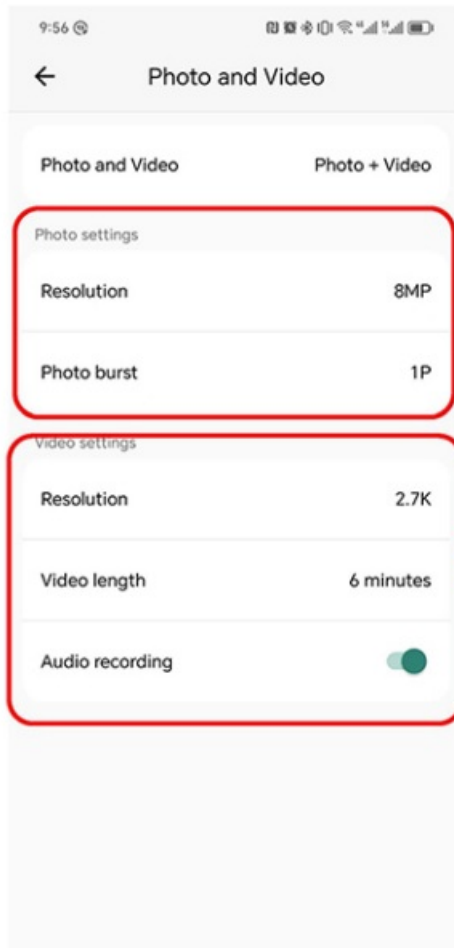 9:56
Photo and Video
Photo and Video Photo + Video
Photo settings
Resolution 8MP
Photo burst 1P
Video settings
Resolution 2.7K
Video length 6 minutes
Audio recording